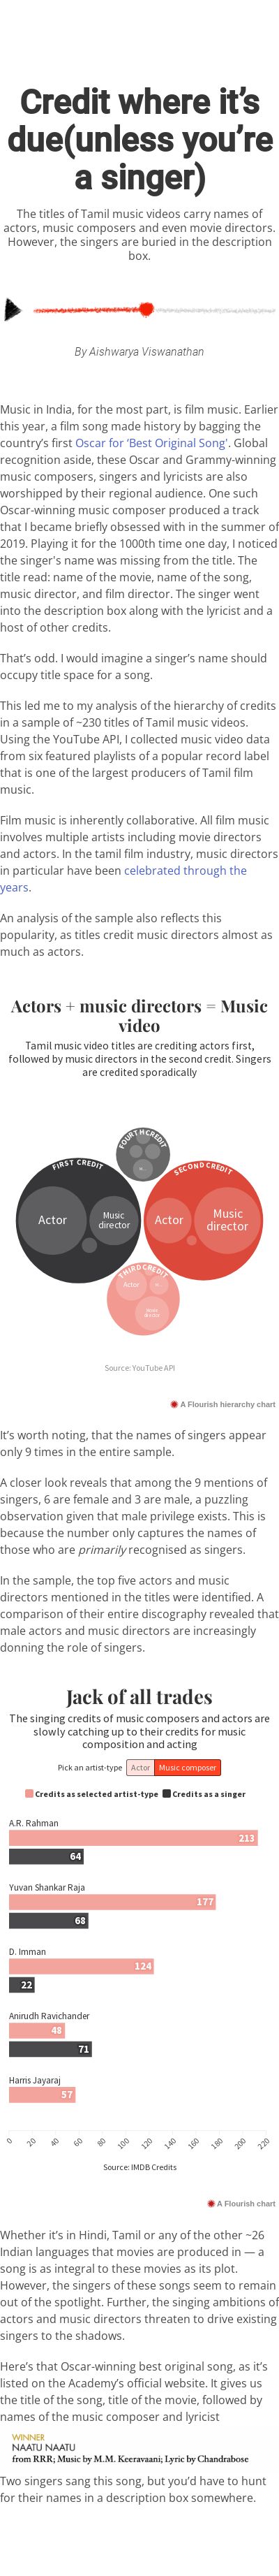 Credit where it's
due(unless you're
a singer)
The titles of Tamil music videos carry names of
actors, music composers and even movie directors.
However, the singers are buried in the description
box.
By Aishwarya Viswanathan
Music in India, for the most part, is film music. Earlier
this year, a film song made history by bagging the
country's first Oscar for 'Best Original Song'. Global
recognition aside, these Oscar and Grammy-winning
music composers, singers and lyricists are also
worshipped by their regional audience. One such
Oscar-winning music composer produced a track
that I became briefly obsessed with in the summer of
2019. Playing it for the 1000th time one day, I noticed
the singer's name was missing from the title. The
title read: name of the movie, name of the song,
music director, and film director. The singer went
into the description box along with the lyricist and a
host of other credits.
That's odd. I would imagine a singer's name should
occupy title space for a song.
This led me to my analysis of the hierarchy of credits
in a sample of ~230 titles of Tamil music videos.
Using the YouTube API, I collected music video data
from six featured playlists of a popular record label
that is one of the largest producers of Tamil film
music.
Film music is inherently collaborative. All film music
involves multiple artists including movie directors
and actors. In the tamil film industry, music directors
in particular have been celebrated through the
years.
An analysis of the sample also reflects this
popularity, as titles credit music directors almost as
much as actors.
Actors + music directors = Music
video
Tamil music video titles are crediting actors first,
followed by music directors in the second credit. Singers
are credited sporadically
FOURTH CREDIT
FIRST CREDIT
Actor
Music
director
SECOND CREDIT
Actor
Music
director
THIRD CREDIT
Actor
Music
director
Source: YouTube API
A Flourish hierarchy chart
It's worth noting, that the names of singers appear
only 9 times in the entire sample.
A closer look reveals that among the 9 mentions of
singers, 6 are female and 3 are male, a puzzling
observation given that male privilege exists. This is
because the number only captures the names of
those who are primarily recognised as singers.
In the sample, the top five actors and music
directors mentioned in the titles were identified. A
comparison of their entire discography revealed that
male actors and music directors are increasingly
donning the role of singers.
Jack of all trades
The singing credits of music composers and actors are
slowly catching up to their credits for music
composition and acting
Pick an artist-type Actor Music composer
Credits as selected artist-type Credits as a singer
A.R. Rahman
213
64
Yuvan Shankar Raja
177
68
D. Imman
124
22
Anirudh Ravichander
48
71
Harris Jayaraj
57
0 20 40 60 80 100 120 140 160 180 200 220
Source: IMDB Credits
A Flourish chart
Whether it's in Hindi, Tamil or any of the other ~26
Indian languages that movies are produced in — a
song is as integral to these movies as its plot.
However, the singers of these songs seem to remain
out of the spotlight. Further, the singing ambitions of
actors and music directors threaten to drive existing
singers to the shadows.
Here's that Oscar-winning best original song, as it's
listed on the Academy's official website. It gives us
the title of the song, title of the movie, followed by
names of the music composer and lyricist
WINNER
NAATU NAATU
from RRR; Music by M.M. Keeravaani; Lyric by Chandrabose
Two singers sang this song, but you'd have to hunt
for their names in a description box somewhere.